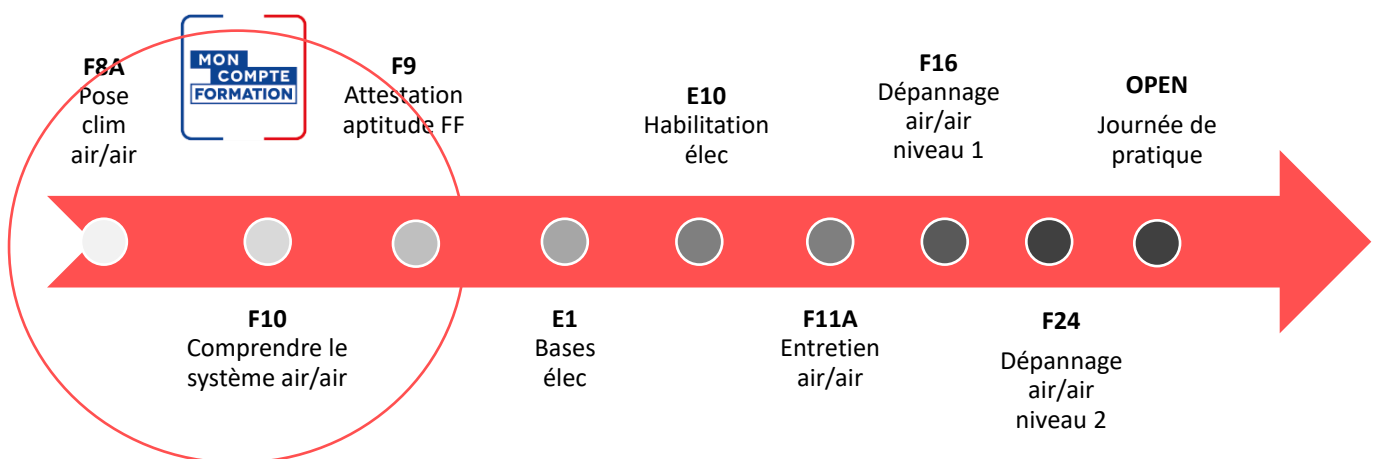 F8A
Pose
clim
air/air
MON
COMPTE
FORMATION
F9
Attestation
aptitude FF
E10
Habilitation
élec
F16
Dépannage
air/air
niveau 1
OPEN
Journée de
pratique
F10
Comprendre le
système air/air
E1
Bases
élec
F11A
Entretien
air/air
F24
Dépannage
air/air
niveau 2